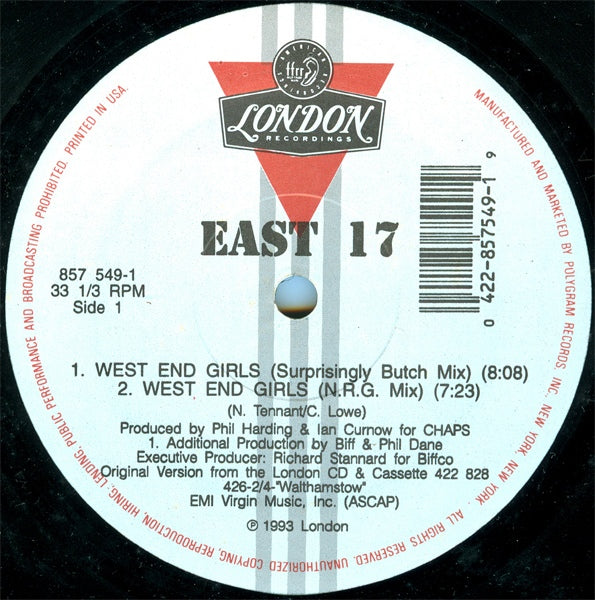 AMERICAN
ffrr
RECORDINGS
LONDON
RECORDINGS
EAST 17
857 549-1
33 1/3 RPM
Side 1
0 422-857549-1 9
1. WEST END GIRLS (Surprisingly Butch Mix) (8:08)
2. WEST END GIRLS (N.R.G. Mix) (7:23)
(N. Tennant/C. Lowe)
Produced by Phil Harding & Ian Curnow for CHAPS
1. Additional Production by Biff & Phil Dane
Executive Producer: Richard Stannard for Biffco
Original Version from the London CD & Cassette 422 828
426-2/4-"Walthamstow"
EMI Virgin Music, Inc. (ASCAP)
℗ 1993 London
MANUFACTURED AND MARKETED BY POLYGRAM RECORDS, INC. NEW YORK, NEW YORK . ALL RIGHTS RESERVED. UNAUTHORIZED COPYING, REPRODUCTION, HIRING, LENDING, PUBLIC PERFORMANCE AND BROADCASTING PROHIBITED. PRINTED IN USA.